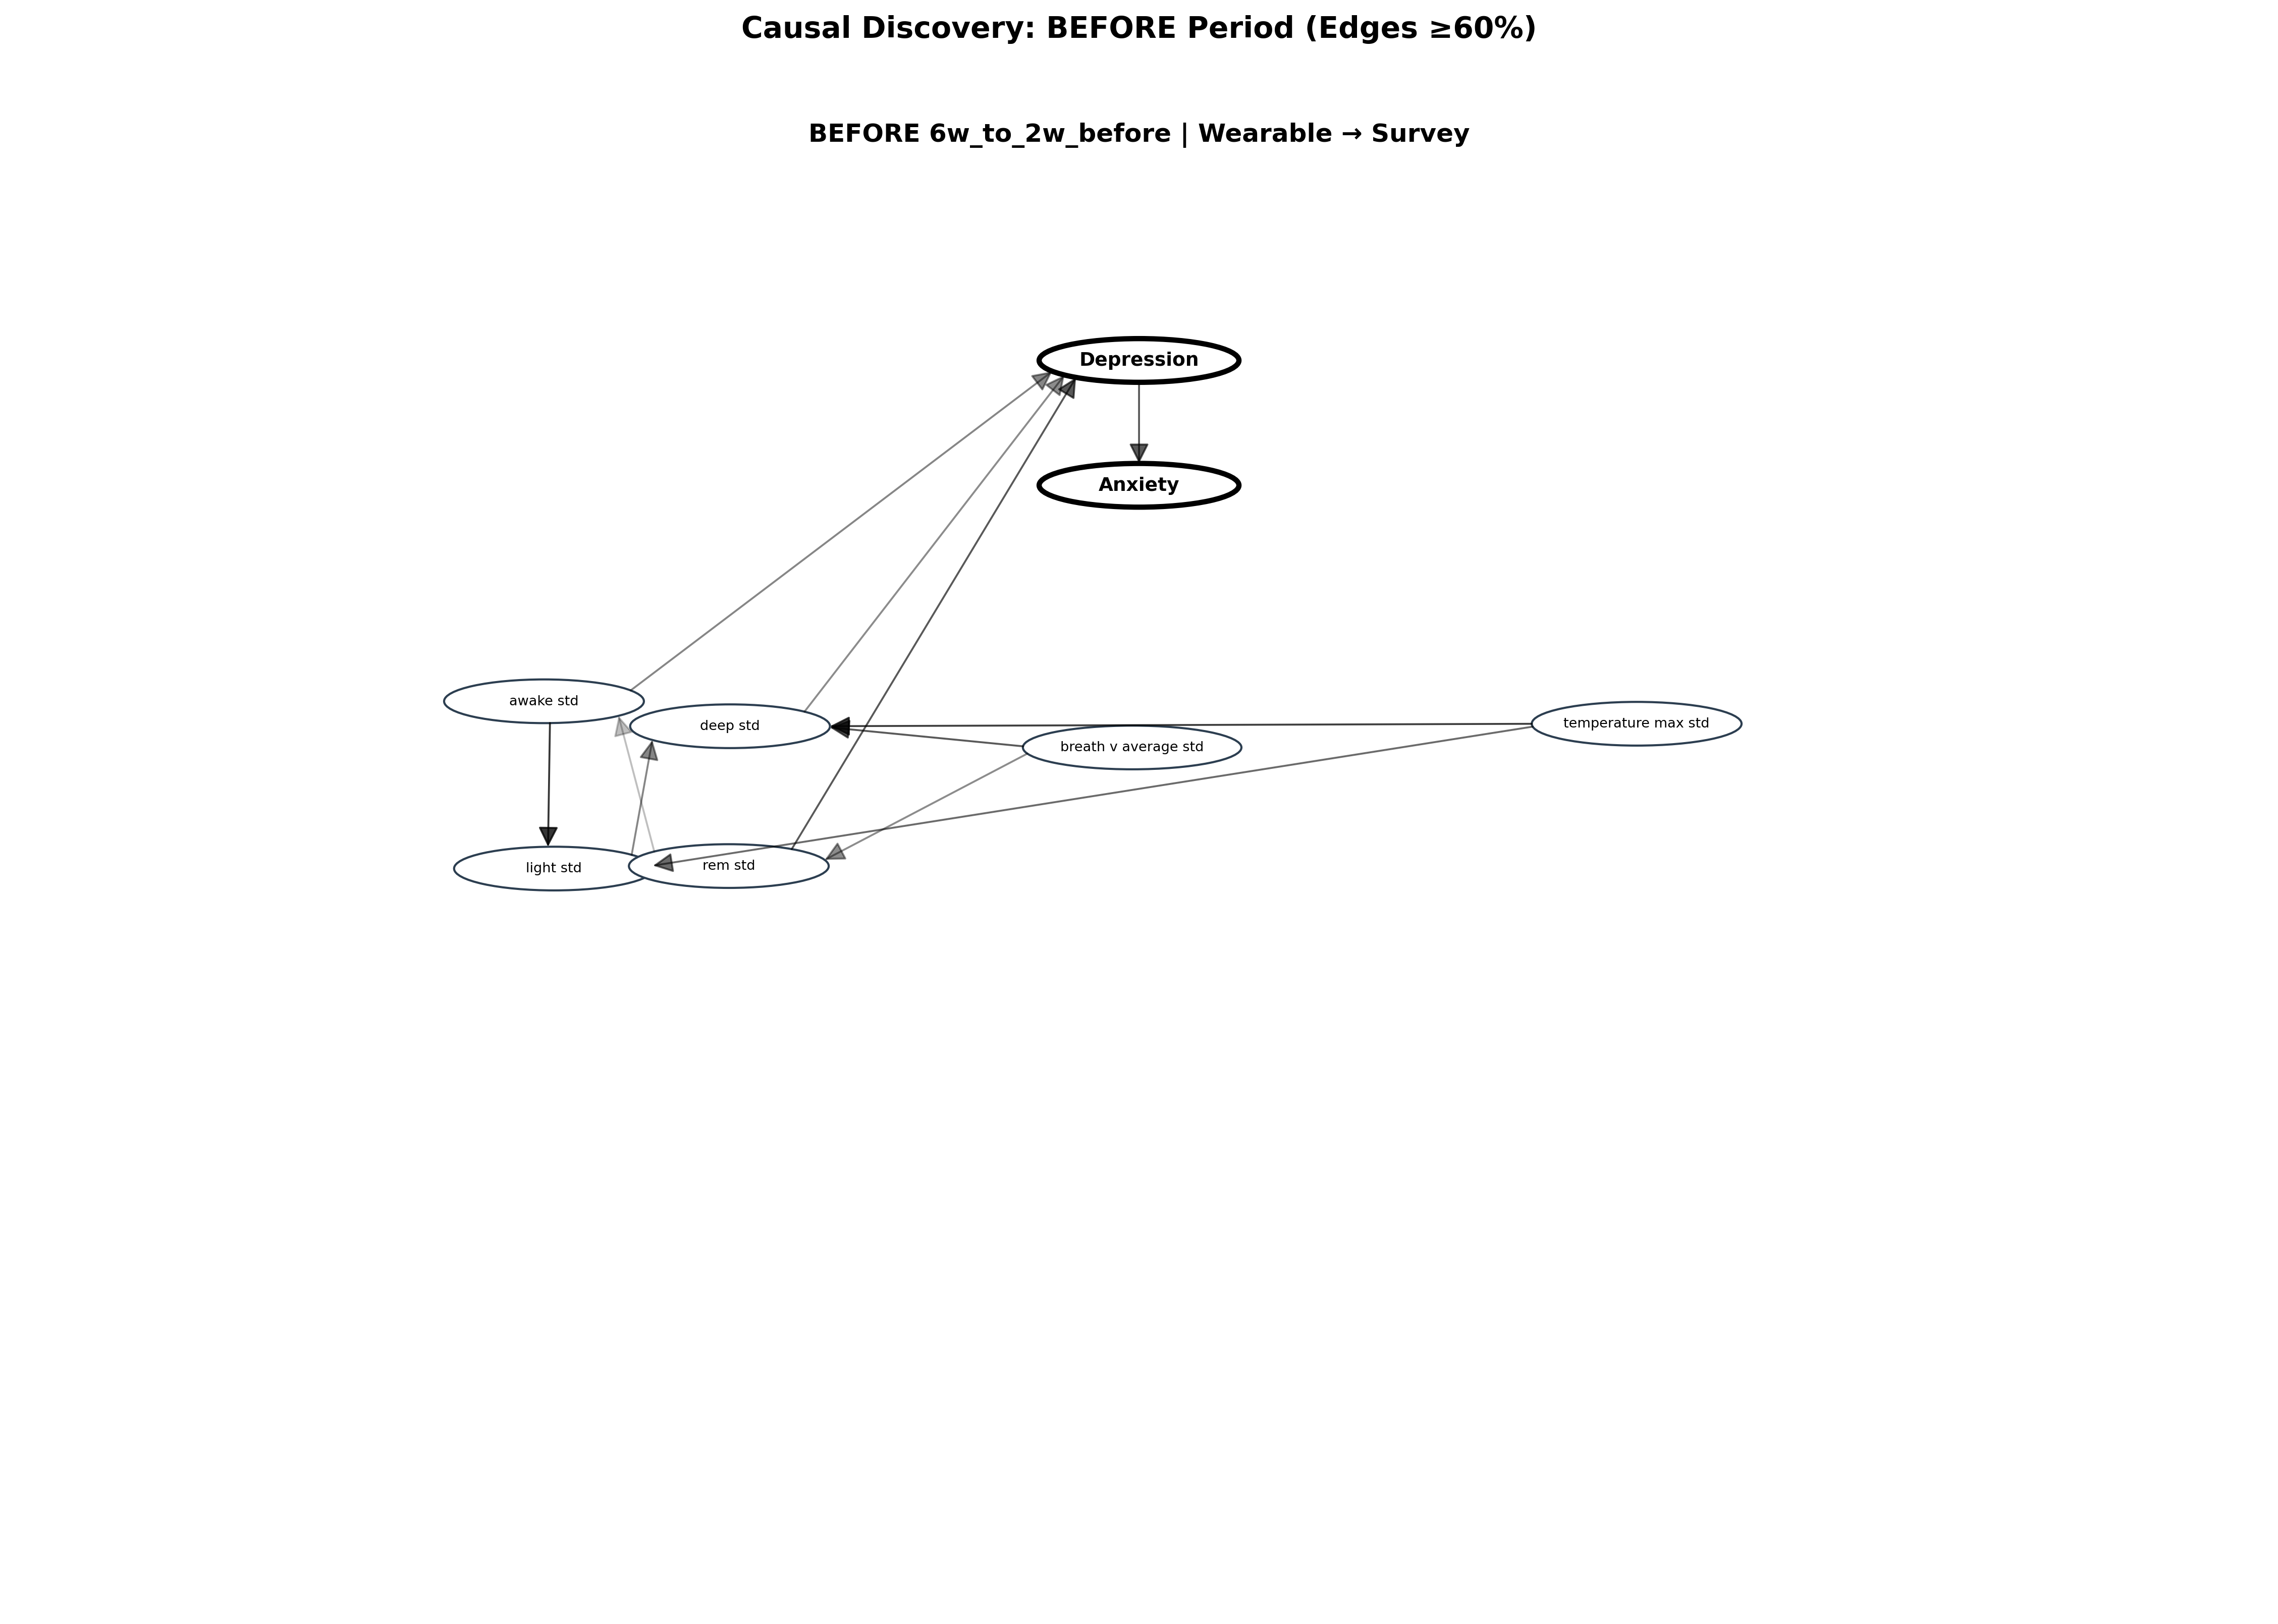 Causal Discovery: BEFORE Period (Edges ≥60%)
BEFORE 6w_to_2w_before | Wearable → Survey
Depression
Anxiety
awake std
deep std
temperature max std
breath v average std
light std
rem std